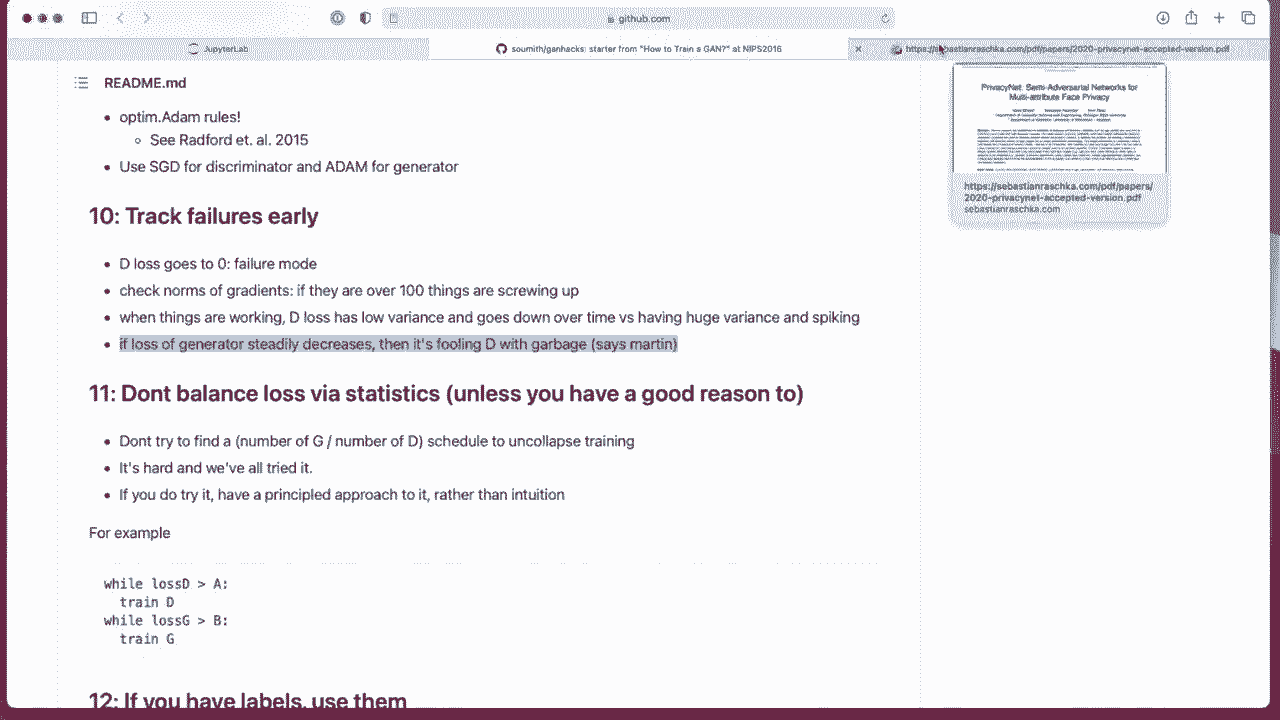 github.com
JupyterLab
soumith/ganhacks: starter from "How to Train a GAN?" at NIPS2016
https://sebastianraschka.com/pdf/papers/2020-privacynet-accepted-version.pdf
README.md
optim.Adam rules!
See Radford et. al. 2015
Use SGD for discriminator and ADAM for generator
10: Track failures early
D loss goes to 0: failure mode
check norms of gradients: if they are over 100 things are screwing up
when things are working, D loss has low variance and goes down over time vs having huge variance and spiking
if loss of generator steadily decreases, then it's fooling D with garbage (says martin)
11: Dont balance loss via statistics (unless you have a good reason to)
Dont try to find a (number of G / number of D) schedule to uncollapse training
It's hard and we've all tried it.
If you do try it, have a principled approach to it, rather than intuition
For example
while lossD > A:
train D
while lossG > B:
train G
12: If you have labels, use them
PrivacyNet: Semi-Adversarial Networks for
Multi-attribute Face Privacy
https://sebastianraschka.com/pdf/papers/
2020-privacynet-accepted-version.pdf
sebastianraschka.com